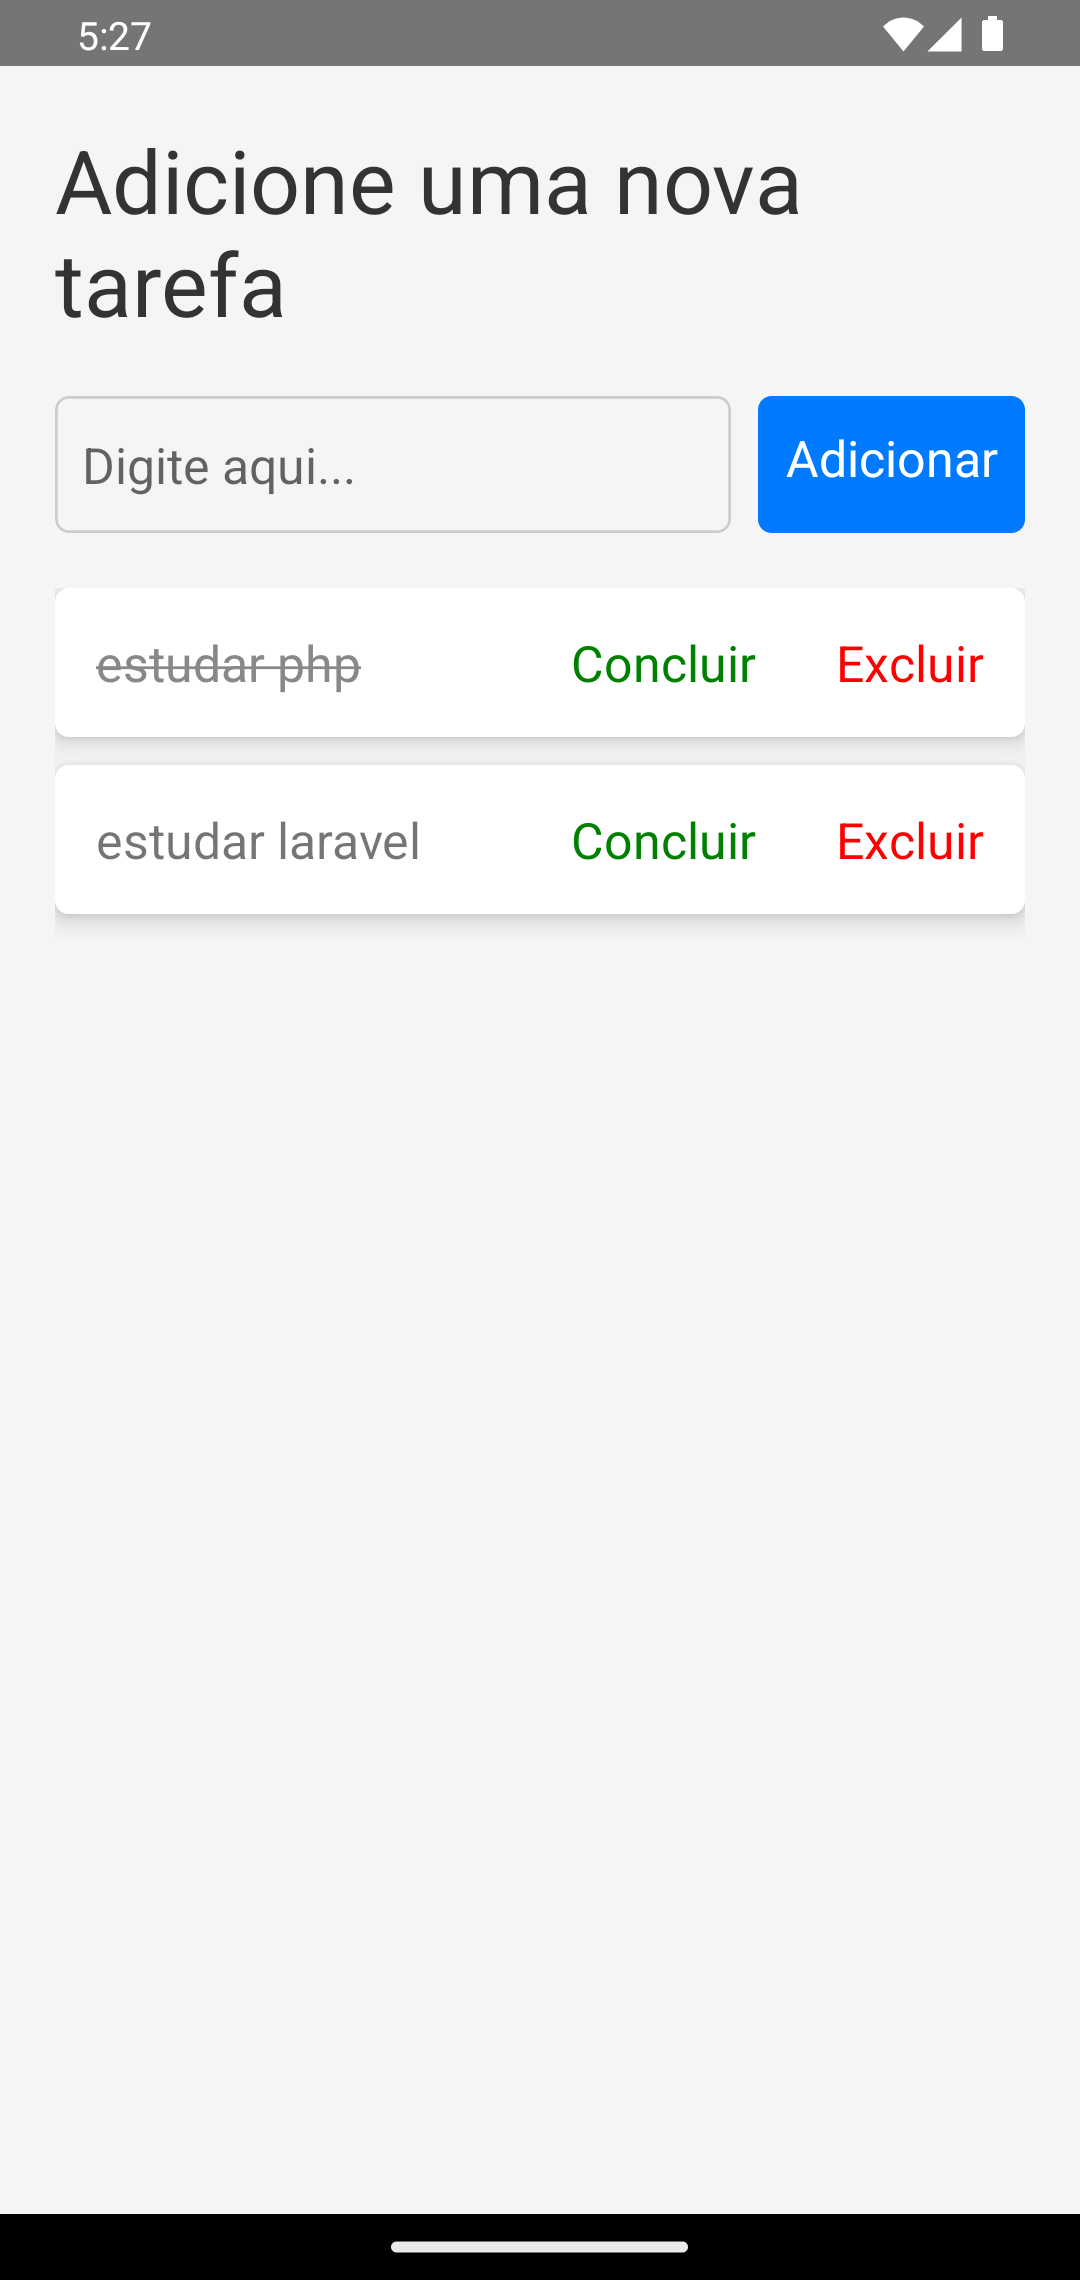 5:27
Adicione uma nova
tarefa
Digite aqui...
Adicionar
estudar php Concluir Excluir
estudar laravel Concluir Excluir